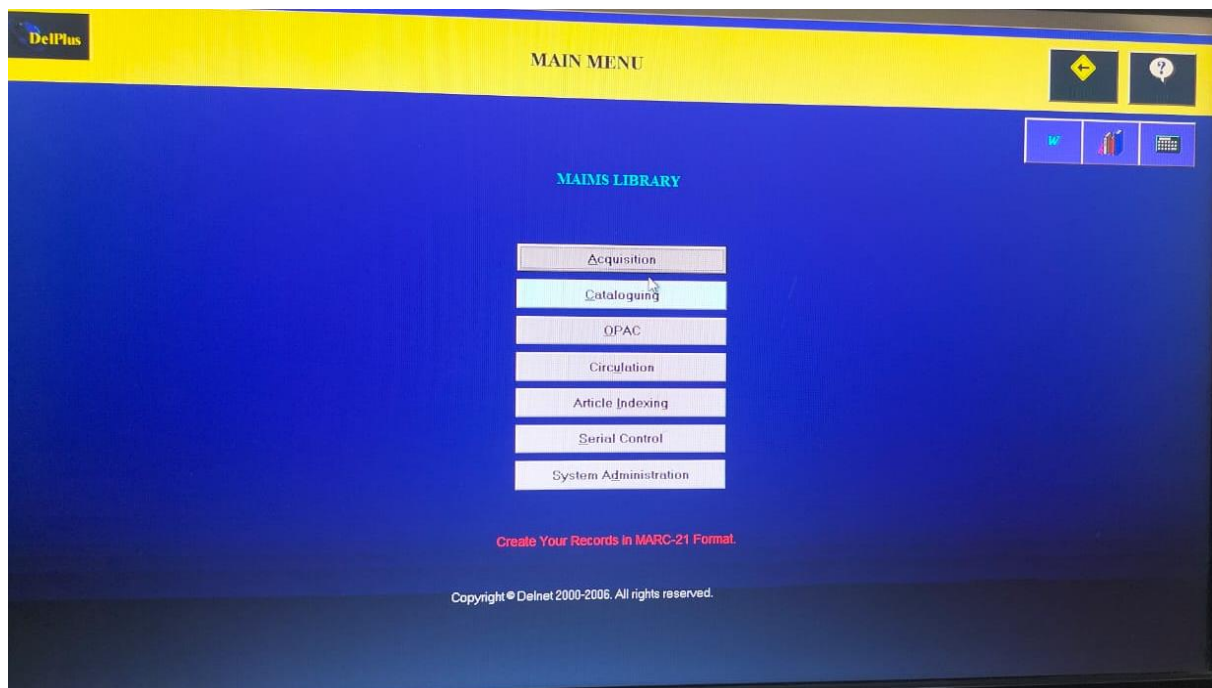 DelPlus
MAIN MENU
?
W
MAIMS LIBRARY
Acquisition
Cataloguing
OPAC
Circulation
Article Indexing
Serial Control
System Administration
Create Your Records in MARC-21 Format.
Copyright © Delnet 2000-2006. All rights reserved.